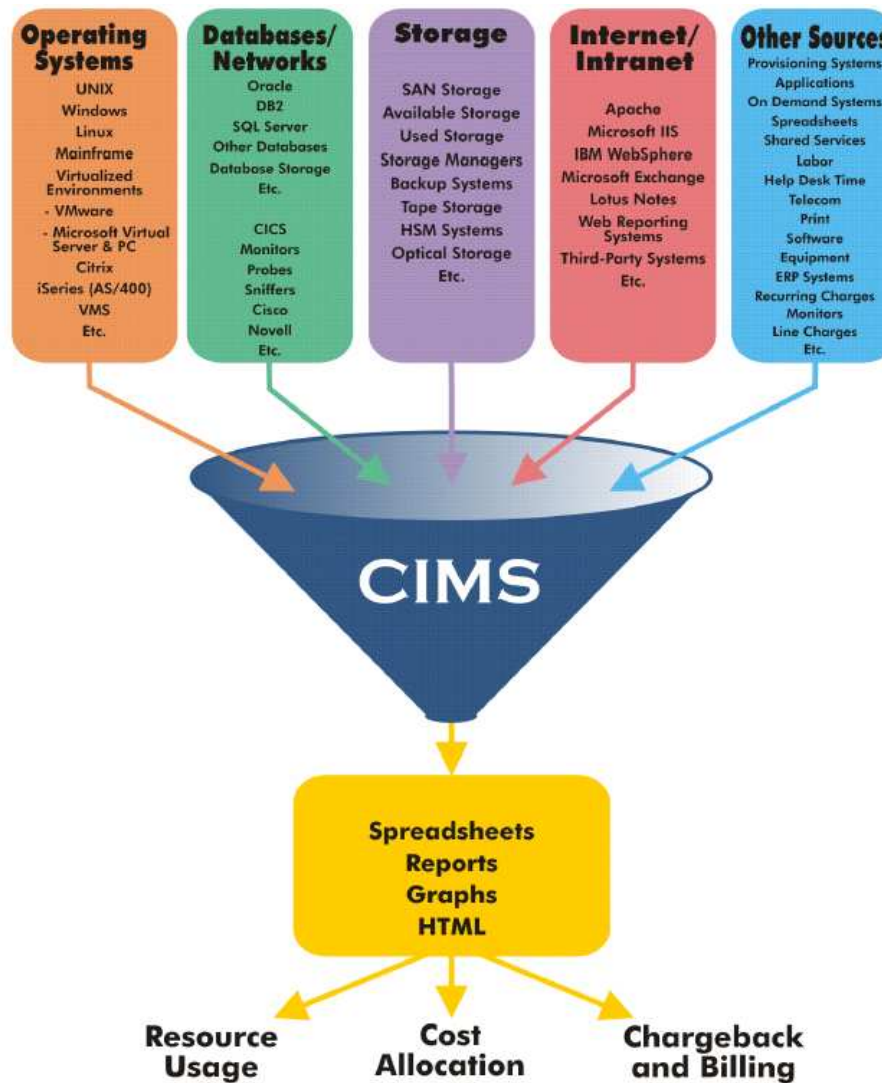 Operating
Systems
UNIX
Windows
Linux
Mainframe
Virtualized
Environments
- VMware
- Microsoft Virtual
Server & PC
Citrix
iSeries (AS/400)
VMS
Etc.
Databases/
Networks
Oracle
DB2
SQL Server
Other Databases
Database Storage
Etc.
CICS
Monitors
Probes
Sniffers
Cisco
Novell
Etc.
Storage
SAN Storage
Available Storage
Used Storage
Storage Managers
Backup Systems
Tape Storage
HSM Systems
Optical Storage
Etc.
Internet/
Intranet
Apache
Microsoft IIS
IBM WebSphere
Microsoft Exchange
Lotus Notes
Web Reporting
Systems
Third-Party Systems
Etc.
Other Sources
Provisioning Systems
Applications
On Demand Systems
Spreadsheets
Shared Services
Labor
Help Desk Time
Telecom
Print
Software
Equipment
ERP Systems
Recurring Charges
Monitors
Line Charges
Etc.
CIMS
Spreadsheets
Reports
Graphs
HTML
Resource
Usage
Cost
Allocation
Chargeback
and Billing